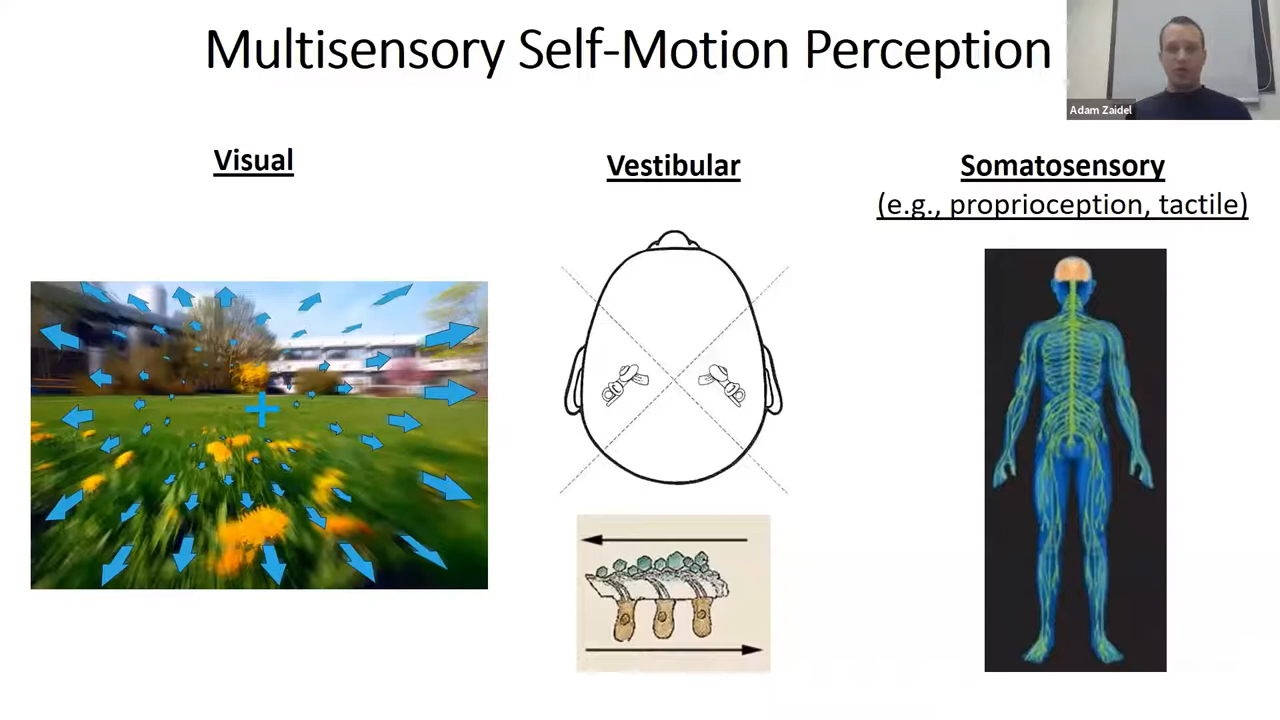 Multisensory Self-Motion Perception
Adam Zaidel
Visual
Vestibular
Somatosensory
(e.g., proprioception, tactile)